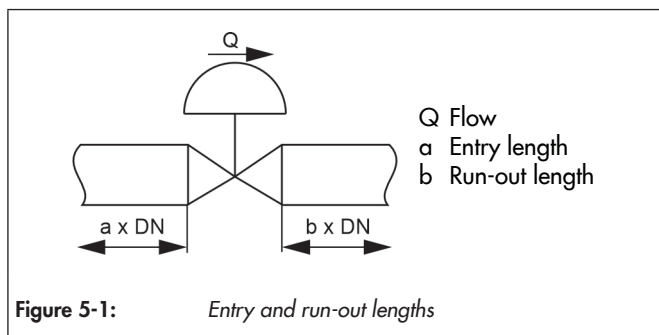 Q
Q Flow
a Entry length
b Run-out length
a x DN
b x DN
Figure 5-1: Entry and run-out lengths